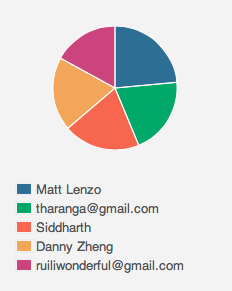 Matt Lenzo
tharanga@gmail.com
Siddharth
Danny Zheng
ruiliwonderful@gmail.com